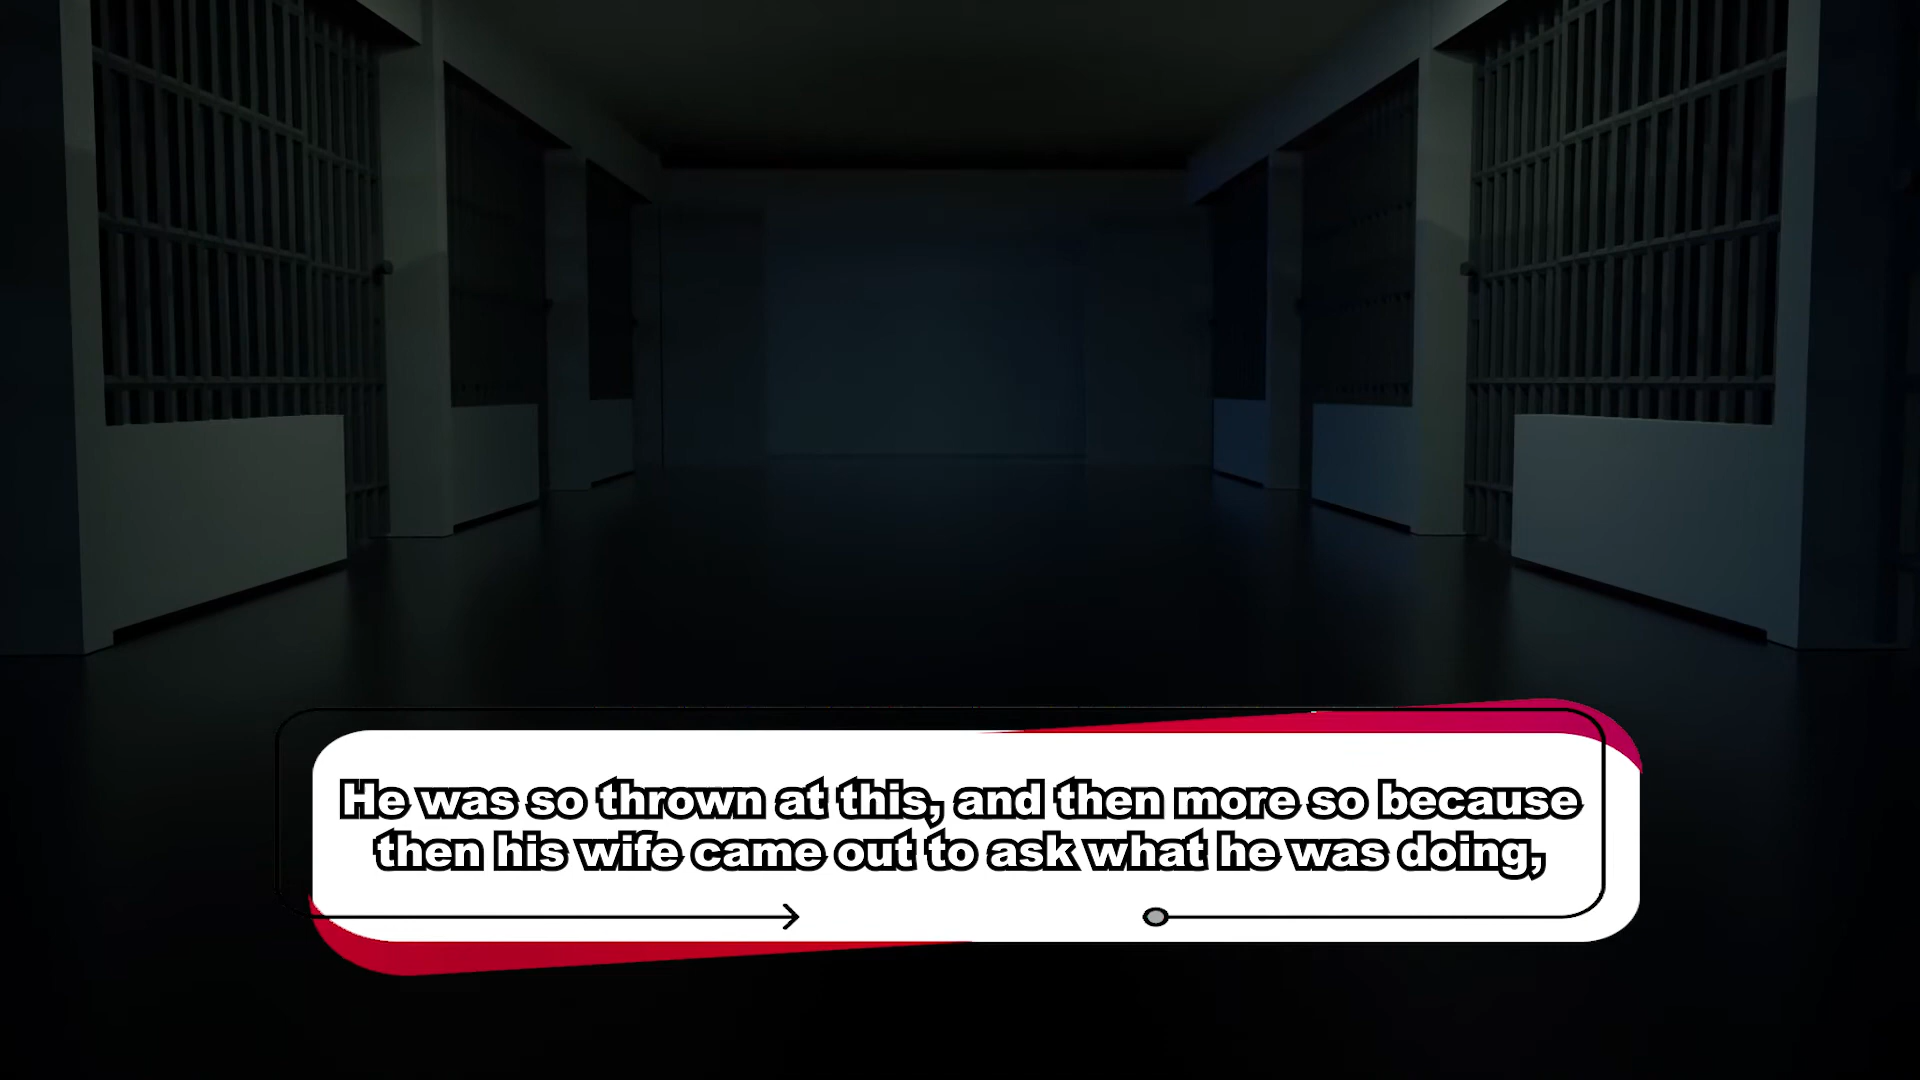 He was so thrown at this, and then more so because
then his wife came out to ask what he was doing,